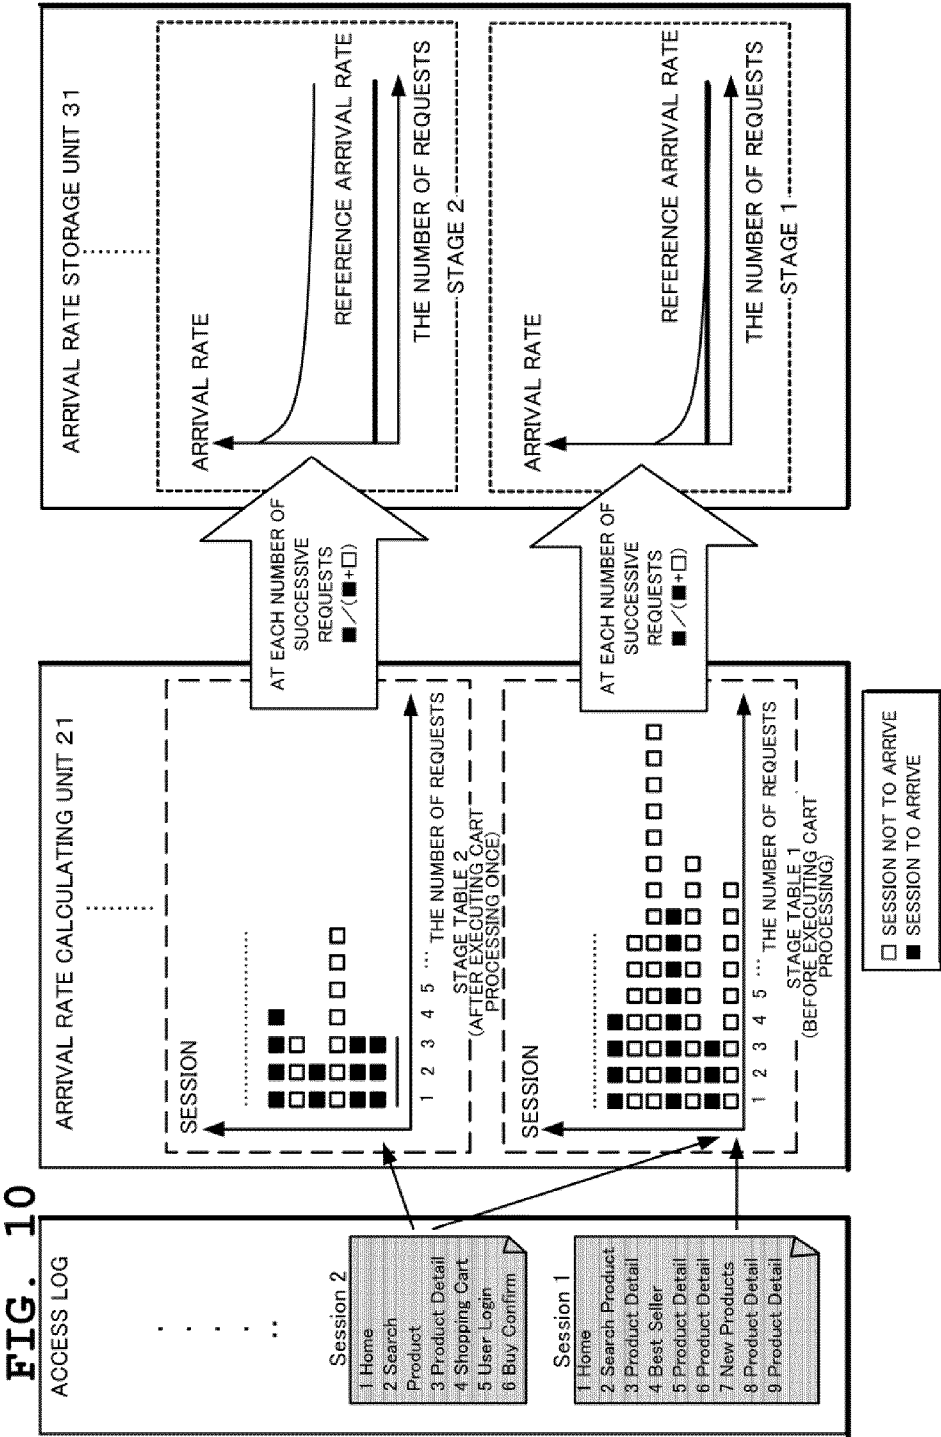 FIG. 10
ACCESS LOG
Session 2
1 Home
2 Search
Product
3 Product Detail
4 Shopping Cart
5 User Login
6 Buy Confirm
Session 1
1 Home
2 Search Product
3 Product Detail
4 Best Seller
5 Product Detail
6 Product Detail
7 New Products
8 Product Detail
9 Product Detail
ARRIVAL RATE CALCULATING UNIT 21
SESSION
1 2 3 4 5 ...
THE NUMBER OF REQUESTS
STAGE TABLE 2
(AFTER EXECUTING CART
PROCESSING ONCE)
SESSION
1 2 3 4 5 ...
THE NUMBER OF REQUESTS
STAGE TABLE 1
(BEFORE EXECUTING CART
PROCESSING)
□ SESSION NOT TO ARRIVE
■ SESSION TO ARRIVE
AT EACH NUMBER OF
SUCCESSIVE
REQUESTS
■/(■+□)
AT EACH NUMBER OF
SUCCESSIVE
REQUESTS
■/(■+□)
ARRIVAL RATE STORAGE UNIT 31
ARRIVAL RATE
REFERENCE ARRIVAL RATE
THE NUMBER OF REQUESTS
STAGE 2
ARRIVAL RATE
REFERENCE ARRIVAL RATE
THE NUMBER OF REQUESTS
STAGE 1